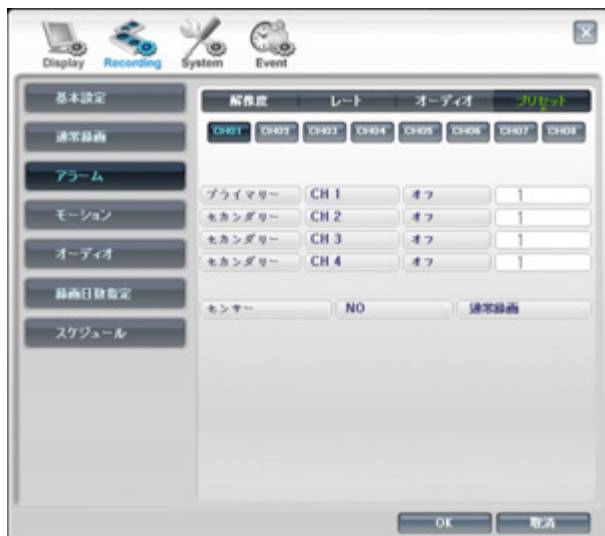 Display Recording System Event
基本設定
通常録画
アラーム
モーション
オーディオ
録画日数指定
スケジュール
解像度 レート オーディオ プリセット
CH01 CH02 CH03 CH04 CH05 CH06 CH07 CH08
プライマリー CH 1 オフ 1
セカンダリー CH 2 オフ 1
セカンダリー CH 3 オフ 1
セカンダリー CH 4 オフ 1
センサー NO 通常録画
OK 取消